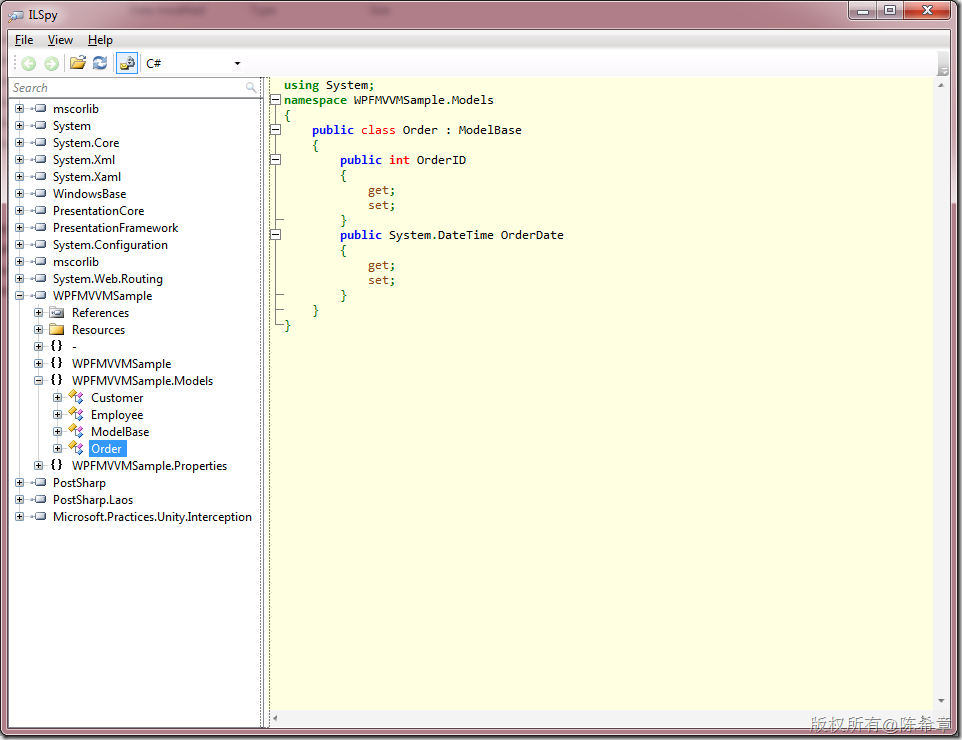 ILSpy
File View Help
C#
Search
mscorlib
System
System.Core
System.Xml
System.Xaml
WindowsBase
PresentationCore
PresentationFramework
System.Configuration
mscorlib
System.Web.Routing
WPFMVVMSample
References
Resources
{} -
{} WPFMVVMSample
{} WPFMVVMSample.Models
Customer
Employee
ModelBase
Order
{} WPFMVVMSample.Properties
PostSharp
PostSharp.Laos
Microsoft.Practices.Unity.Interception
using System;
namespace WPFMVVMSample.Models
{
public class Order : ModelBase
{
public int OrderID
{
get;
set;
}
public System.DateTime OrderDate
{
get;
set;
}
}
}
版权所有@陈希章